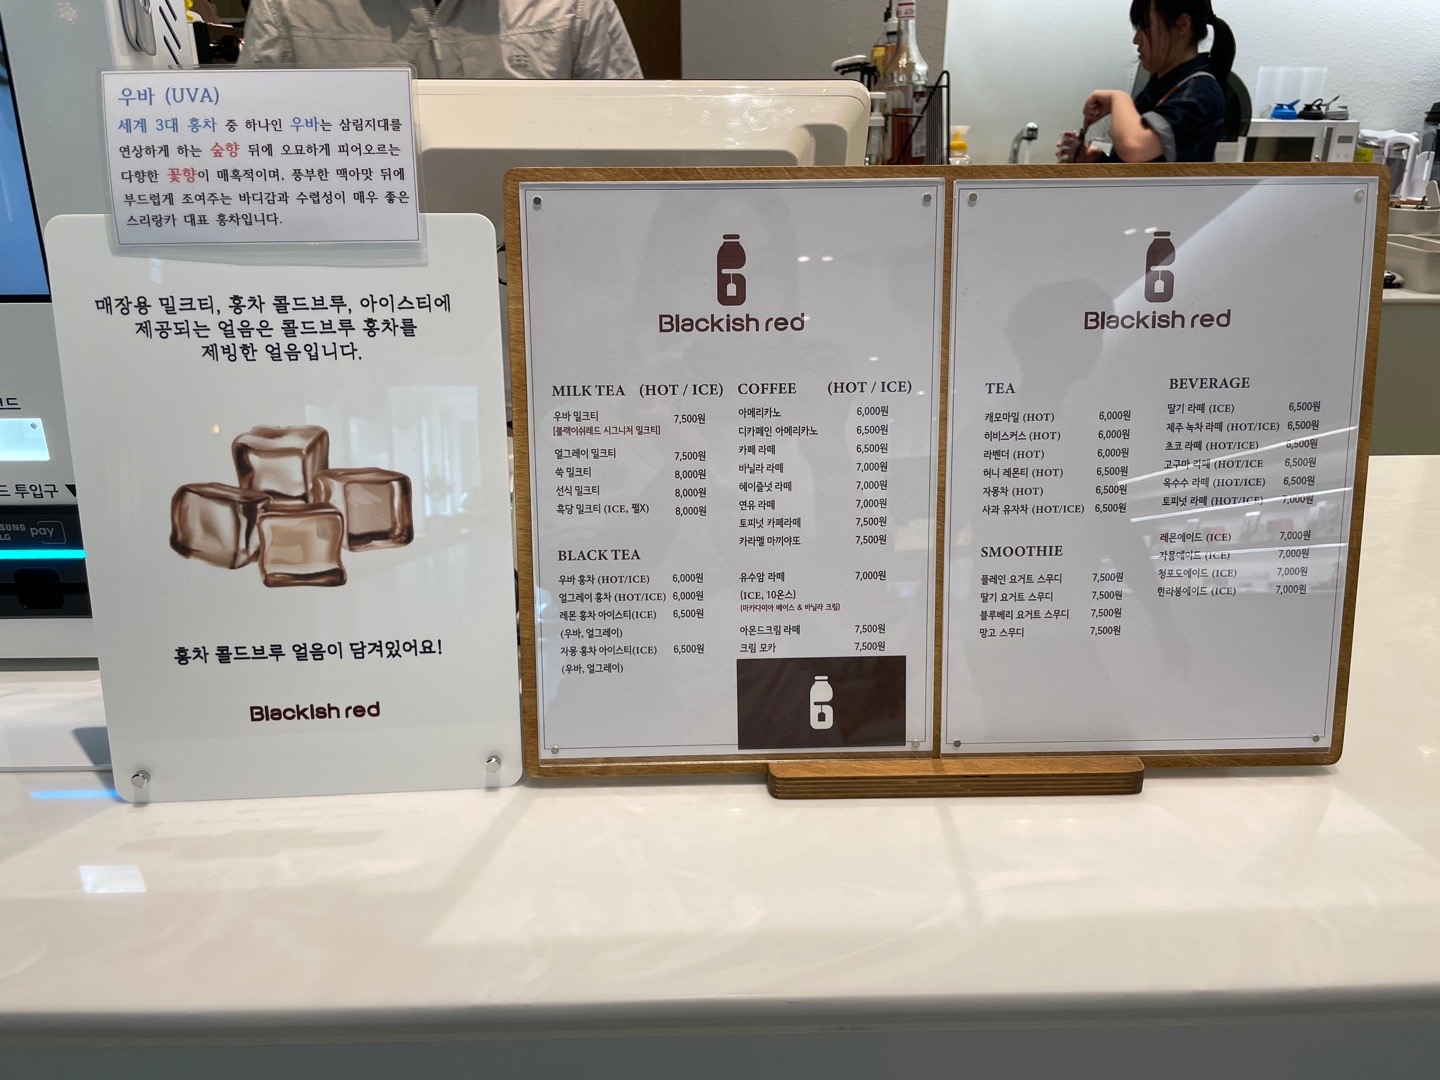 우바 (UVA)
세계 3대 홍차 중 하나인 우바는 삼림지대를
연상하게 하는 숲향 뒤에 오묘하게 피어오르는
다향한 꽃향이 매혹적이며, 풍부한 맥아맛 뒤에
부드럽게 조여주는 바디감과 수렴성이 매우 좋은
스리랑카 대표 홍차입니다.
매장용 밀크티, 홍차 콜드브루, 아이스티에
제공되는 얼음은 콜드브루 홍차를
제빙한 얼음입니다.
홍차 콜드브루 얼음이 담겨있어요!
Blackish red
드 투입구 ▼
pay
LG
Blackish red
MILK TEA (HOT / ICE)
우바 밀크티 7,500원
[블랙이쉬레드 시그니처 밀크티]
얼그레이 밀크티 7,500원
쑥 밀크티 8,000원
선식 밀크티 8,000원
흑당 밀크티 (ICE, 펄X) 8,000원
BLACK TEA
우바 홍차 (HOT/ICE) 6,000원
얼그레이 홍차 (HOT/ICE) 6,000원
레몬 홍차 아이스티(ICE) 6,500원
(우바, 얼그레이)
자몽 홍차 아이스티(ICE) 6,500원
(우바, 얼그레이)
COFFEE (HOT / ICE)
아메리카노 6,000원
디카페인 아메리카노 6,500원
카페 라떼 6,500원
바닐라 라떼 7,000원
헤이즐넛 라떼 7,000원
연유 라떼 7,000원
토피넛 카페라떼 7,500원
카라멜 마끼야또 7,500원
유수암 라떼 7,000원
(ICE, 10온스)
(마카다미아 베이스 & 바닐라 크림)
아몬드크림 라떼 7,500원
크림 모카 7,500원
Blackish red
TEA
캐모마일 (HOT) 6,000원
히비스커스 (HOT) 6,000원
라벤더 (HOT) 6,000원
허니 레몬티 (HOT) 6,500원
자몽차 (HOT) 6,500원
사과 유자차 (HOT/ICE) 6,500원
SMOOTHIE
플레인 요거트 스무디 7,500원
딸기 요거트 스무디 7,500원
블루베리 요거트 스무디 7,500원
망고 스무디 7,500원
BEVERAGE
딸기 라떼 (ICE) 6,500원
제주 녹차 라떼 (HOT/ICE) 6,500원
초코 라떼 (HOT/ICE) 6,500원
고구마 라떼 (HOT/ICE 6,500원
옥수수 라떼 (HOT/ICE) 6,500원
토피넛 라떼 (HOT/ICE) 7,000원
레몬에이드 (ICE) 7,000원
자몽에이드 (ICE) 7,000원
청포도에이드 (ICE) 7,000원
한라봉에이드 (ICE) 7,000원